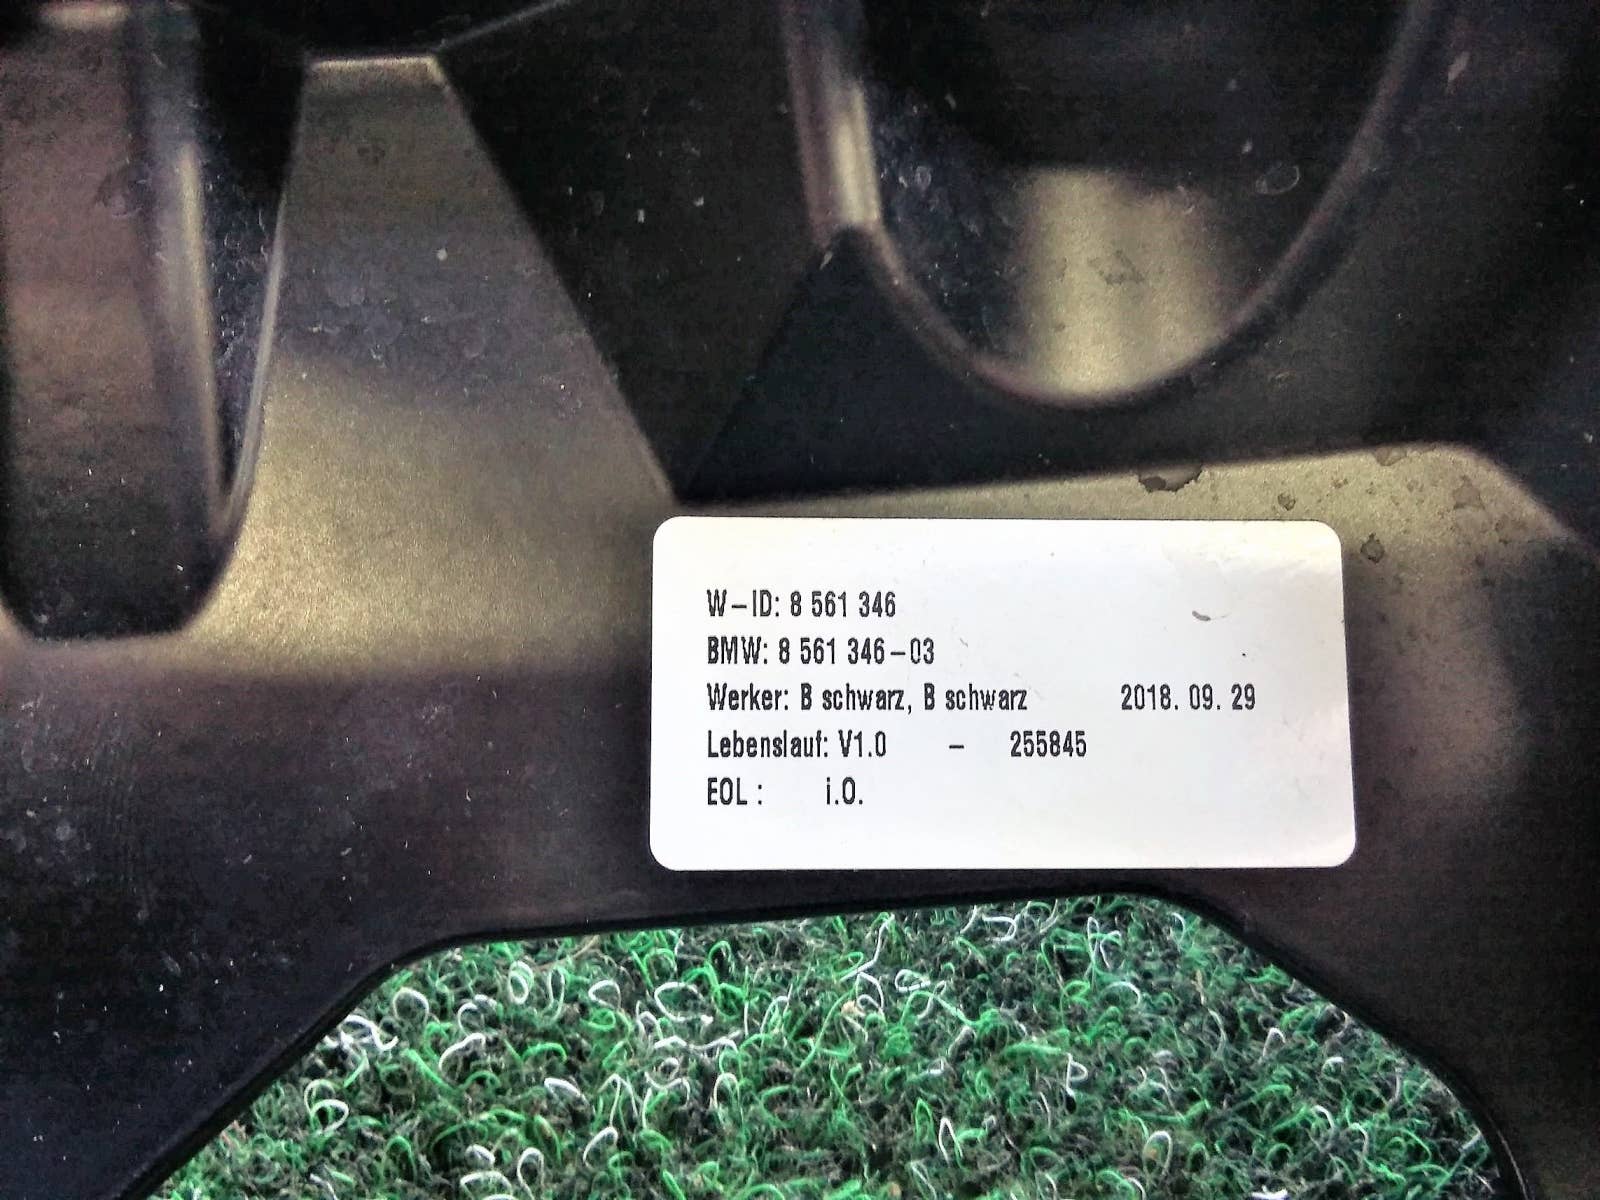 W-ID: 8 561 346
BMW: 8 561 346-03
Werker: B schwarz, B schwarz 2018. 09. 29
Lebenslauf: V1.0 - 255845
EOL : i.O.